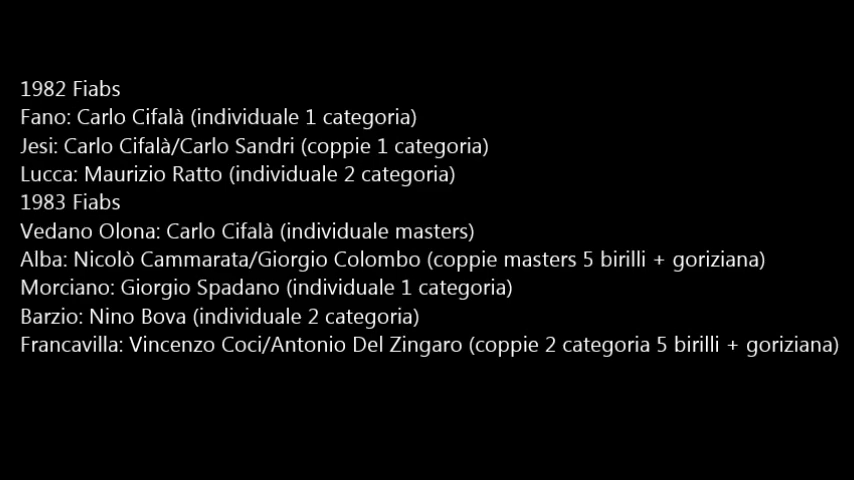 1982 Fiabs
Fano: Carlo Cifalà (individuale 1 categoria)
Jesi: Carlo Cifalà/Carlo Sandri (coppie 1 categoria)
Lucca: Maurizio Ratto (individuale 2 categoria)
1983 Fiabs
Vedano Olona: Carlo Cifalà (individuale masters)
Alba: Nicolò Cammarata/Giorgio Colombo (coppie masters 5 birilli + goriziana)
Morciano: Giorgio Spadano (individuale 1 categoria)
Barzio: Nino Bova (individuale 2 categoria)
Francavilla: Vincenzo Coci/Antonio Del Zingaro (coppie 2 categoria 5 birilli + goriziana)